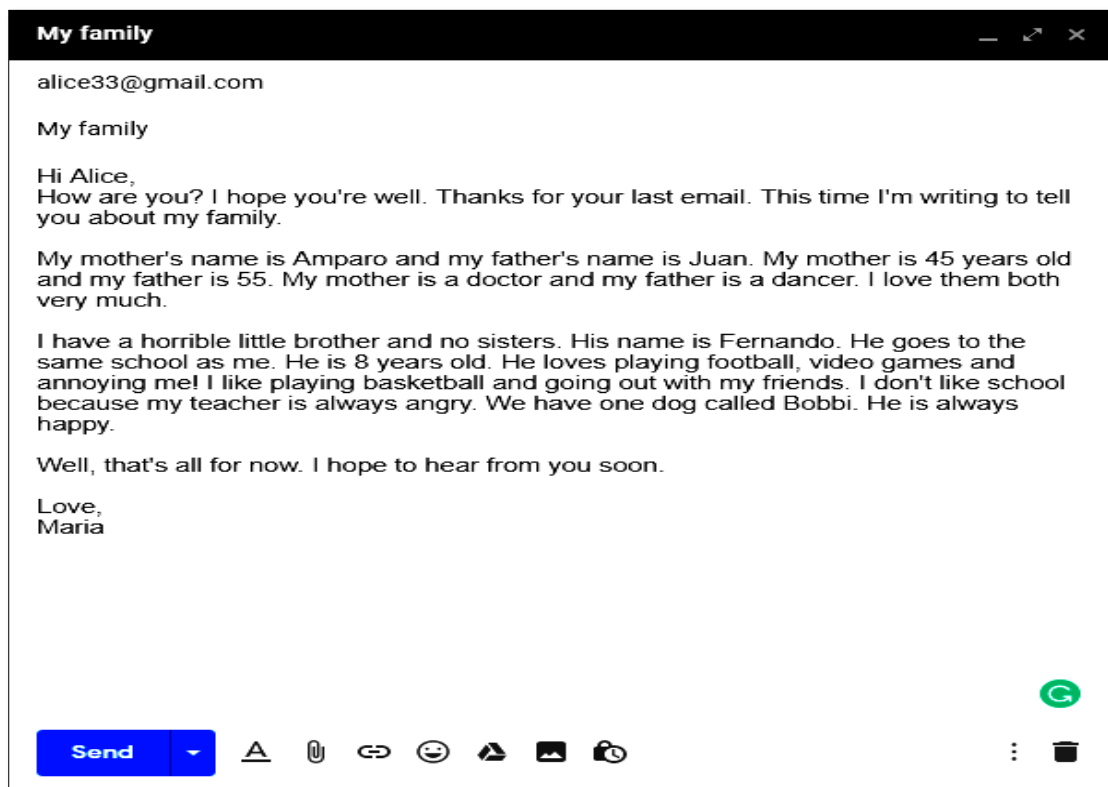 My family
alice33@gmail.com
My family
Hi Alice,
How are you? I hope you're well. Thanks for your last email. This time I'm writing to tell
you about my family.
My mother's name is Amparo and my father's name is Juan. My mother is 45 years old
and my father is 55. My mother is a doctor and my father is a dancer. I love them both
very much.
I have a horrible little brother and no sisters. His name is Fernando. He goes to the
same school as me. He is 8 years old. He loves playing football, video games and
annoying me! I like playing basketball and going out with my friends. I don't like school
because my teacher is always angry. We have one dog called Bobbi. He is always
happy.
Well, that's all for now. I hope to hear from you soon.
Love,
Maria
Send